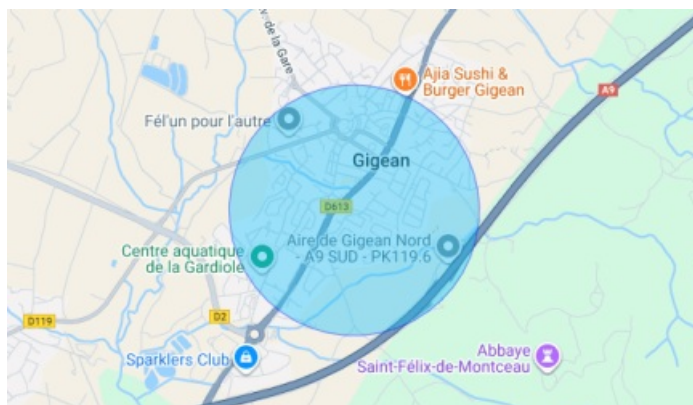 v. de la Gare
Ajia Sushi &
Burger Gigean
A9
Fél'un pour l'autre
Gigean
D613
Aire de Gigean Nord
- A9 SUD - PK119.6
Centre aquatique
de la Gardiole
D119
D2
Sparklers Club
Abbaye
Saint-Félix-de-Montceau